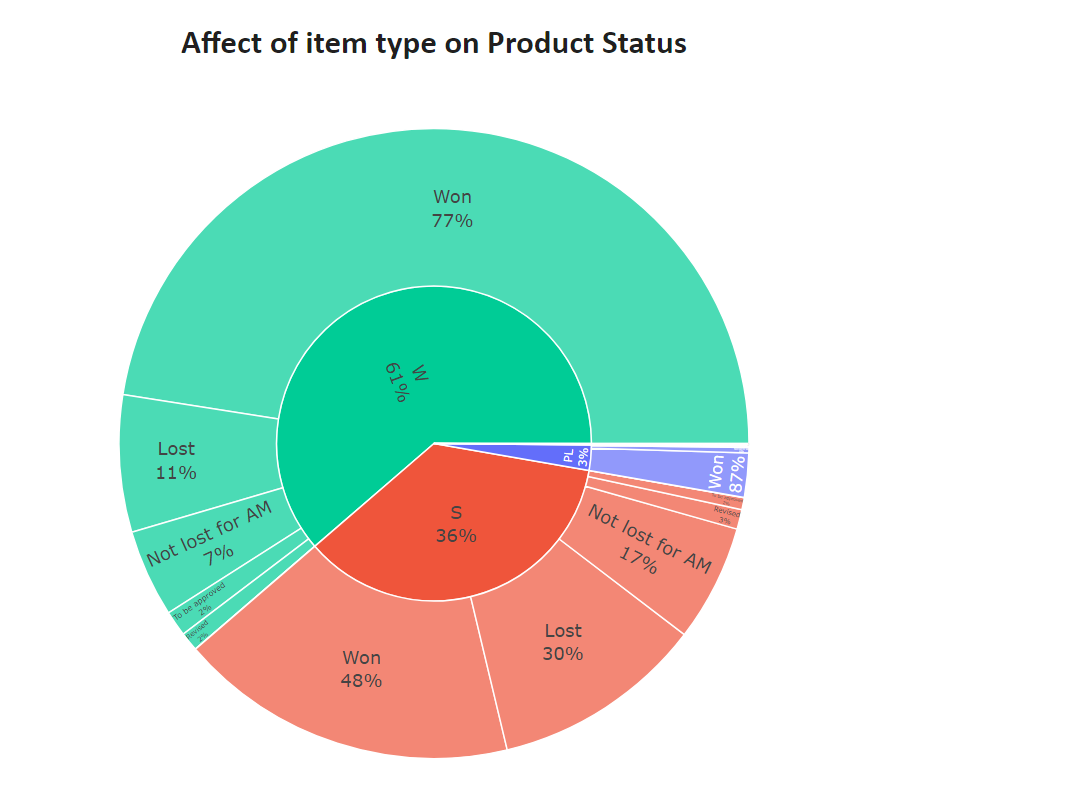 Affect of item type on Product Status
Won
77%
W
61%
Lost
11%
Not lost for AM
7%
To be approved
2%
Revised
2%
PL
3%
Won
87%
S
36%
Not lost for AM
17%
Revised
3%
Lost
30%
Won
48%